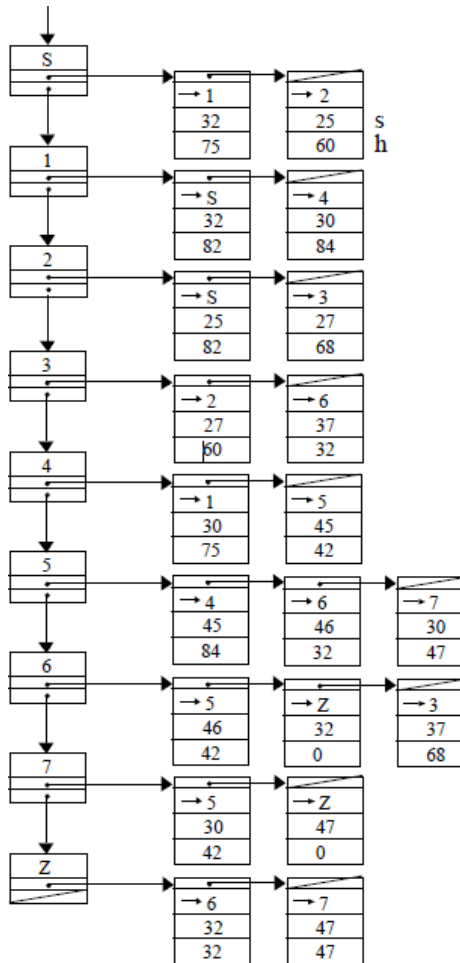 S
→ 1 → 2
32 25 s
75 60 h
1
→ S → 4
32 30
82 84
2
→ S → 3
25 27
82 68
3
→ 2 → 6
27 37
60 32
4
→ 1 → 5
30 45
75 42
5
→ 4 → 6 → 7
45 46 30
84 32 47
6
→ 5 → Z → 3
46 32 37
42 0 68
7
→ 5 → Z
30 47
42 0
Z
→ 6 → 7
32 47
32 47